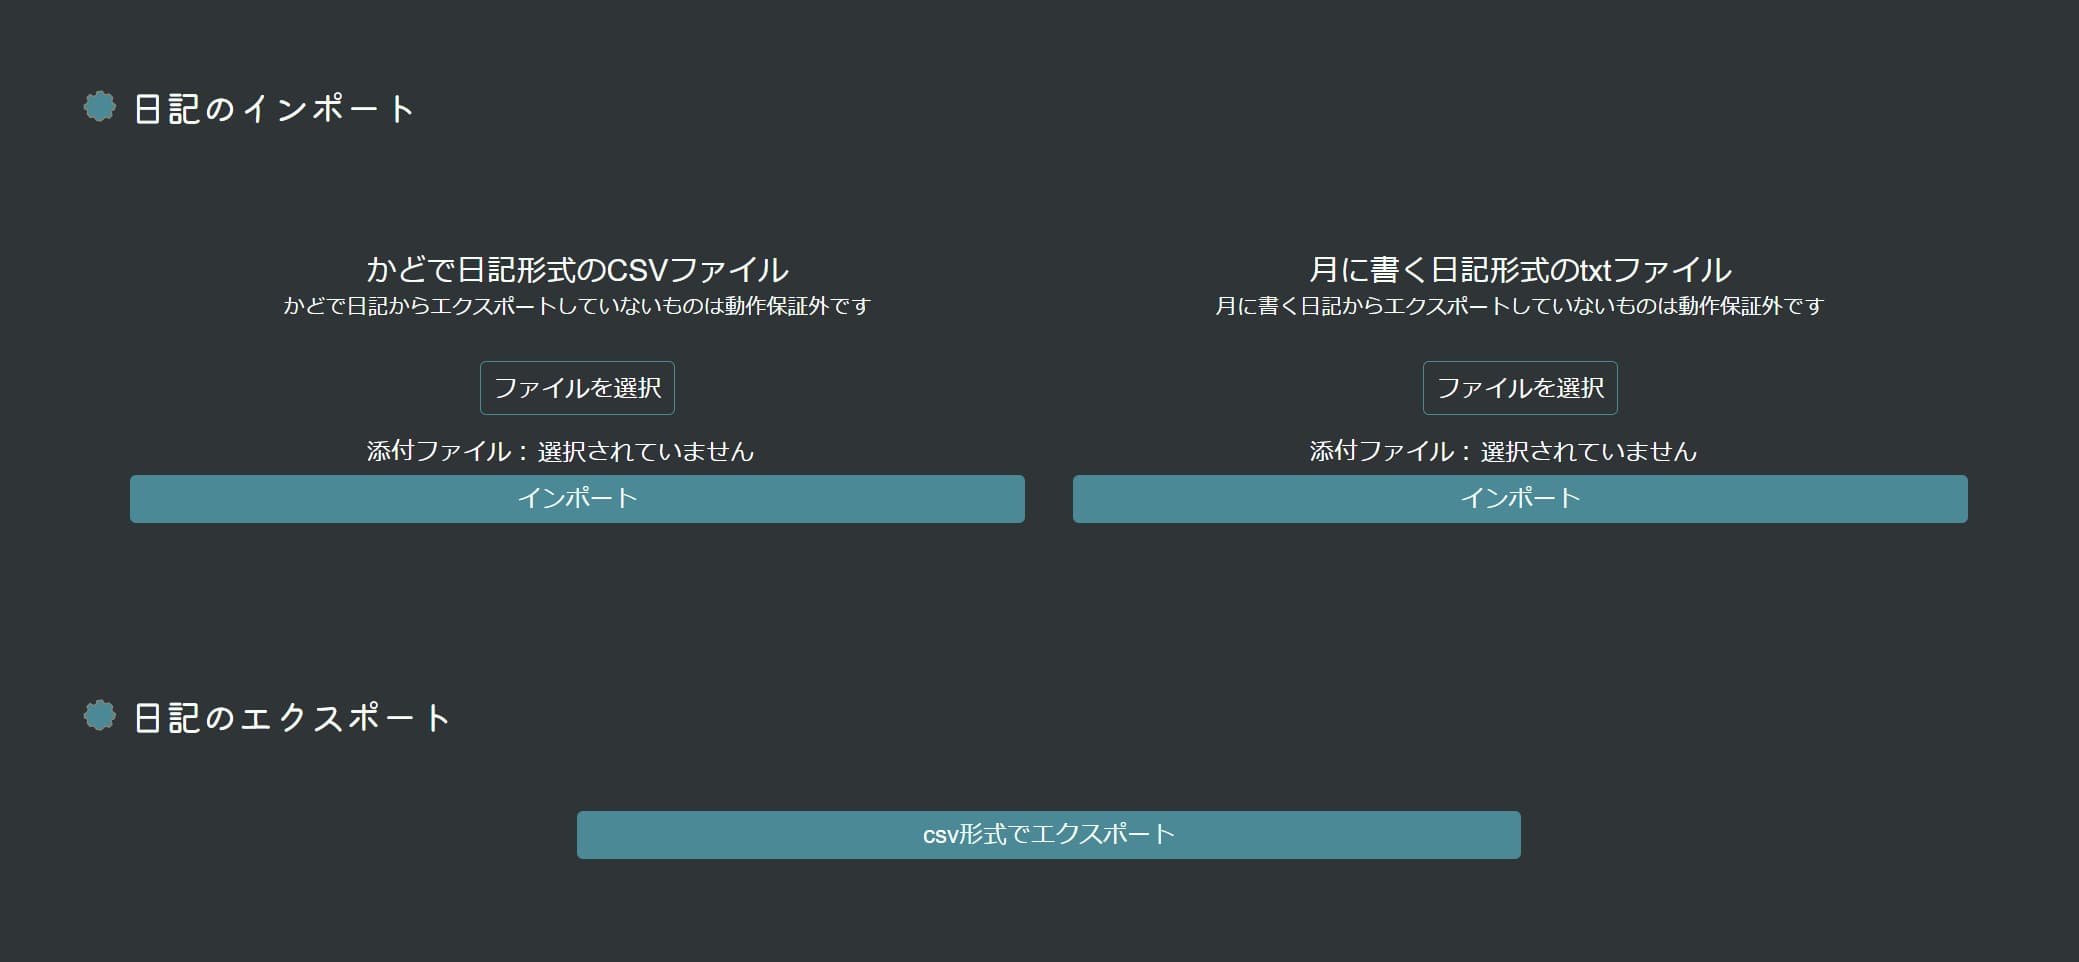 日記のインポート
かどで日記形式のCSVファイル
かどで日記からエクスポートしていないものは動作保証外です
ファイルを選択
添付ファイル：選択されていません
インポート
月に書く日記形式のtxtファイル
月に書く日記からエクスポートしていないものは動作保証外です
ファイルを選択
添付ファイル：選択されていません
インポート
日記のエクスポート
csv形式でエクスポート